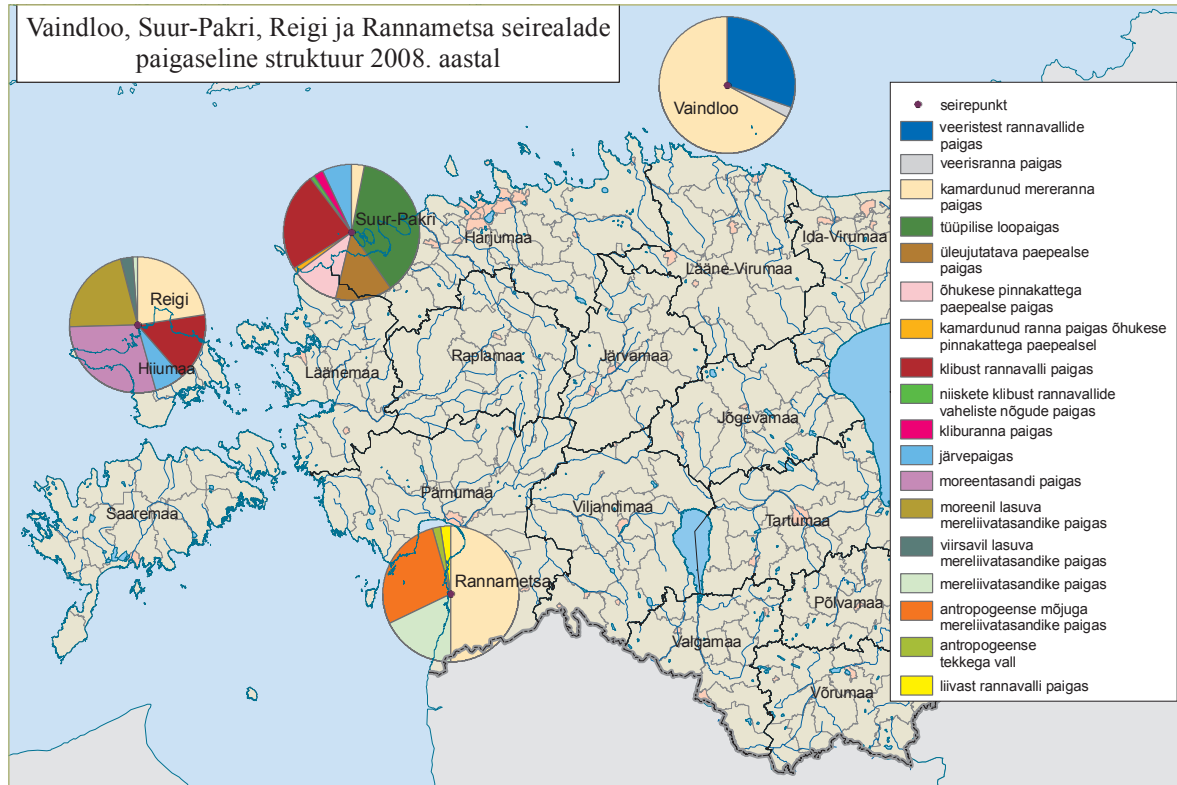 Vaindloo, Suur-Pakri, Reigi ja Rannametsa seirealade
paigaseline struktuur 2008. aastal
Vaindloo
Suur-Pakri
Harjumaa
Ida-Virumaa
Lääne-Virumaa
Reigi
Hiiumaa
Läänemaa
Raplamaa
Järvamaa
Jõgevamaa
Saaremaa
Pärnumaa
Viljandimaa
Tartumaa
Rannametsa
Põlvamaa
Valgamaa
Võrumaa
seirepunkt
veeristest rannavallide
paigas
veerisranna paigas
kamardunud mereranna
paigas
tüüpilise loopaigas
üleujutatava paepealse
paigas
õhukese pinnakattega
paepealse paigas
kamardunud ranna paigas õhukese
pinnakattega paepealsel
klibust rannavalli paigas
niiskete klibust rannavallide
vaheliste nõgude paigas
kliburanna paigas
järvepaigas
moreentasandi paigas
moreenil lasuva
mereliivatasandike paigas
viirsavil lasuva
mereliivatasandike paigas
mereliivatasandike paigas
antropogeense mõjuga
mereliivatasandike paigas
antropogeense
tekkega vall
liivast rannavalli paigas